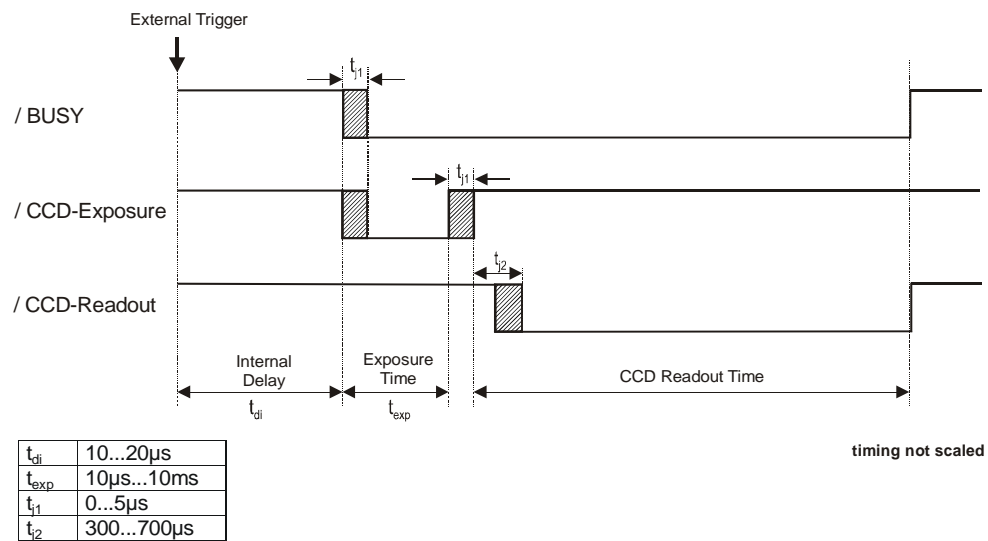 External Trigger
t_j1
/ BUSY
t_j1
/ CCD-Exposure
t_j2
/ CCD-Readout
Internal
Delay
t_di
Exposure
Time
t_exp
CCD Readout Time
timing not scaled
t_di 10...20µs
t_exp 10µs...10ms
t_j1 0...5µs
t_j2 300...700µs